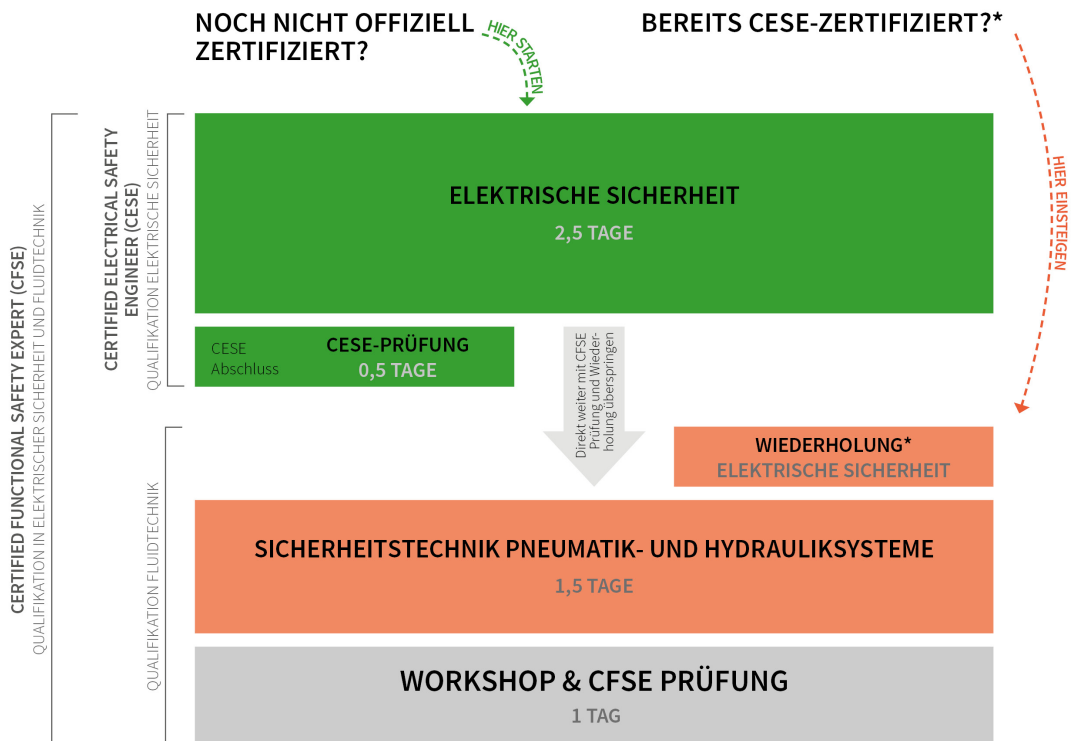 NOCH NICHT OFFIZIELL
ZERTIFIZIERT?
HIER STARTEN
BEREITS CESE-ZERTIFIZIERT?*
HIER EINSTEIGEN
CERTIFIED FUNCTIONAL SAFETY EXPERT (CFSE)
QUALIFIKATION IN ELEKTRISCHER SICHERHEIT UND FLUIDTECHNIK
CERTIFIED ELECTRICAL SAFETY
ENGINEER (CESE)
QUALIFIKATION ELEKTRISCHE SICHERHEIT
ELEKTRISCHE SICHERHEIT
2,5 TAGE
CESE
Abschluss
CESE-PRÜFUNG
0,5 TAGE
Direkt weiter mit CFSE
Prüfung und Wieder-
holung überspringen
WIEDERHOLUNG*
ELEKTRISCHE SICHERHEIT
QUALIFIKATION FLUIDTECHNIK
SICHERHEITSTECHNIK PNEUMATIK- UND HYDRAULIKSYSTEME
1,5 TAGE
WORKSHOP & CFSE PRÜFUNG
1 TAG